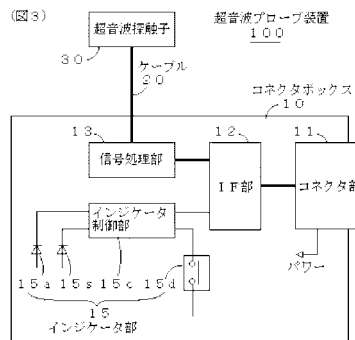 (図3)
超音波プローブ装置
100
超音波探触子
30
ケーブル
20
コネクタボックス
10
13
12
11
信号処理部
IF部
コネクタ部
インジケータ
制御部
パワー
15a 15s 15c 15d
15
インジケータ部